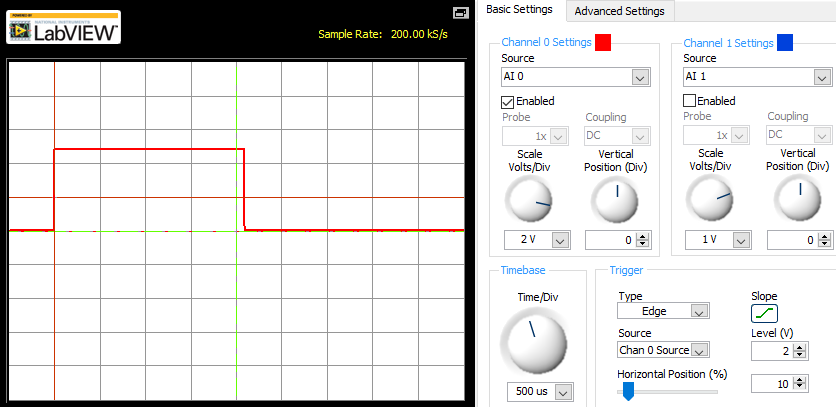 POWERED BY
NATIONAL INSTRUMENTS
LabVIEW™
Sample Rate: 200.00 kS/s
Basic Settings
Advanced Settings
Channel 0 Settings
Source
AI 0
Enabled
Probe
Coupling
1x
DC
Scale
Volts/Div
Vertical
Position (Div)
2 V
0
Channel 1 Settings
Source
AI 1
Enabled
Probe
Coupling
1x
DC
Scale
Volts/Div
Vertical
Position (Div)
1 V
0
Timebase
Time/Div
500 us
Trigger
Type
Edge
Slope
Source
Chan 0 Source
Level (V)
2
Horizontal Position (%)
10